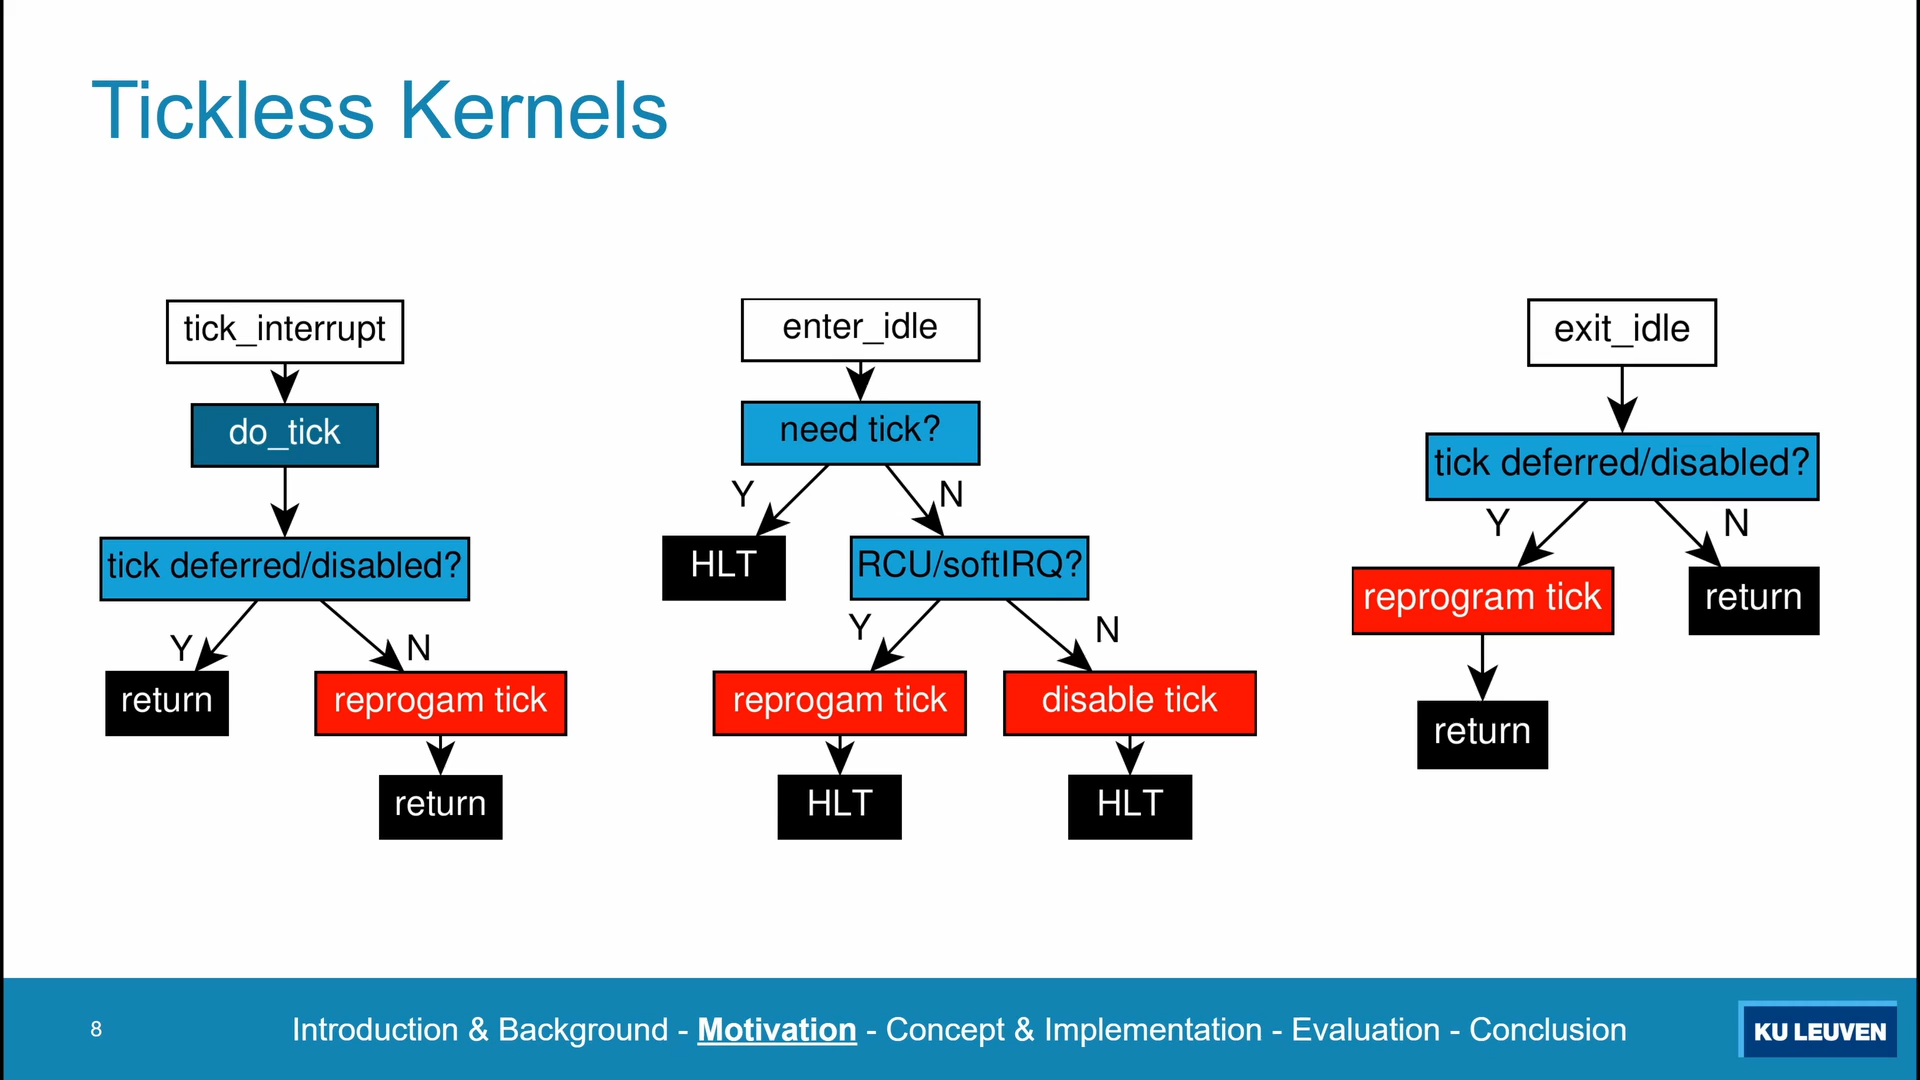 Tickless Kernels
tick_interrupt
do_tick
tick deferred/disabled?
Y
N
return
reprogam tick
return
enter_idle
need tick?
Y
N
HLT
RCU/softIRQ?
Y
N
reprogam tick
disable tick
HLT
HLT
exit_idle
tick deferred/disabled?
Y
N
reprogram tick
return
return
8
Introduction & Background - Motivation - Concept & Implementation - Evaluation - Conclusion
KU LEUVEN